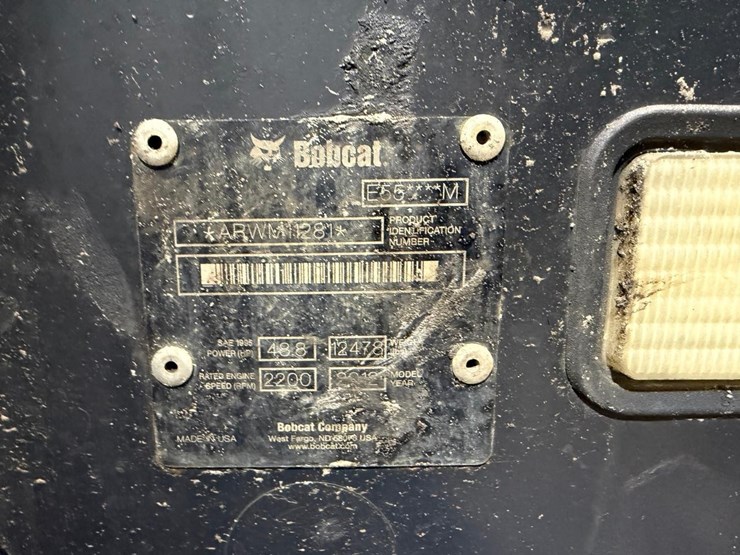 Bobcat
E55****M
**ARWM11281*
PRODUCT
IDENTIFICATION
NUMBER
SAE 1995
POWER (HP) 48.8 12478 WEIGHT
RATED ENGINE
SPEED (RPM) 2200 MODEL
YEAR
Bobcat Company
West Fargo, ND 58078 USA
MADE IN USA
www.bobcat.com